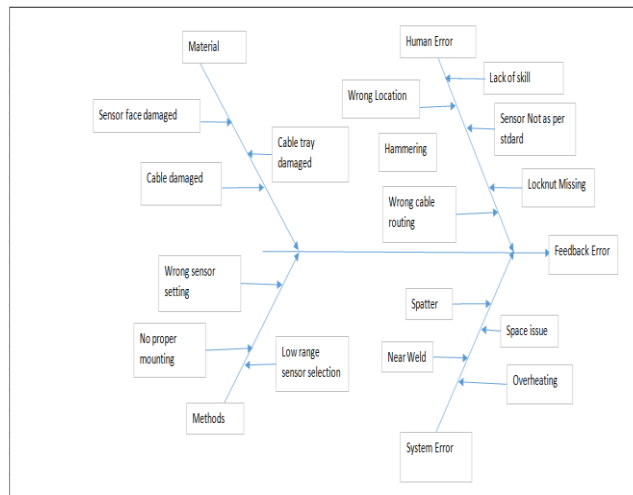 Material
Human Error
Lack of skill
Wrong Location
Sensor face damaged
Sensor Not as per
stdard
Cable tray
damaged
Hammering
Cable damaged
Locknut Missing
Wrong cable
routing
Feedback Error
Wrong sensor
setting
Spatter
No proper
mounting
Space issue
Low range
sensor selection
Near Weld
Overheating
Methods
System Error